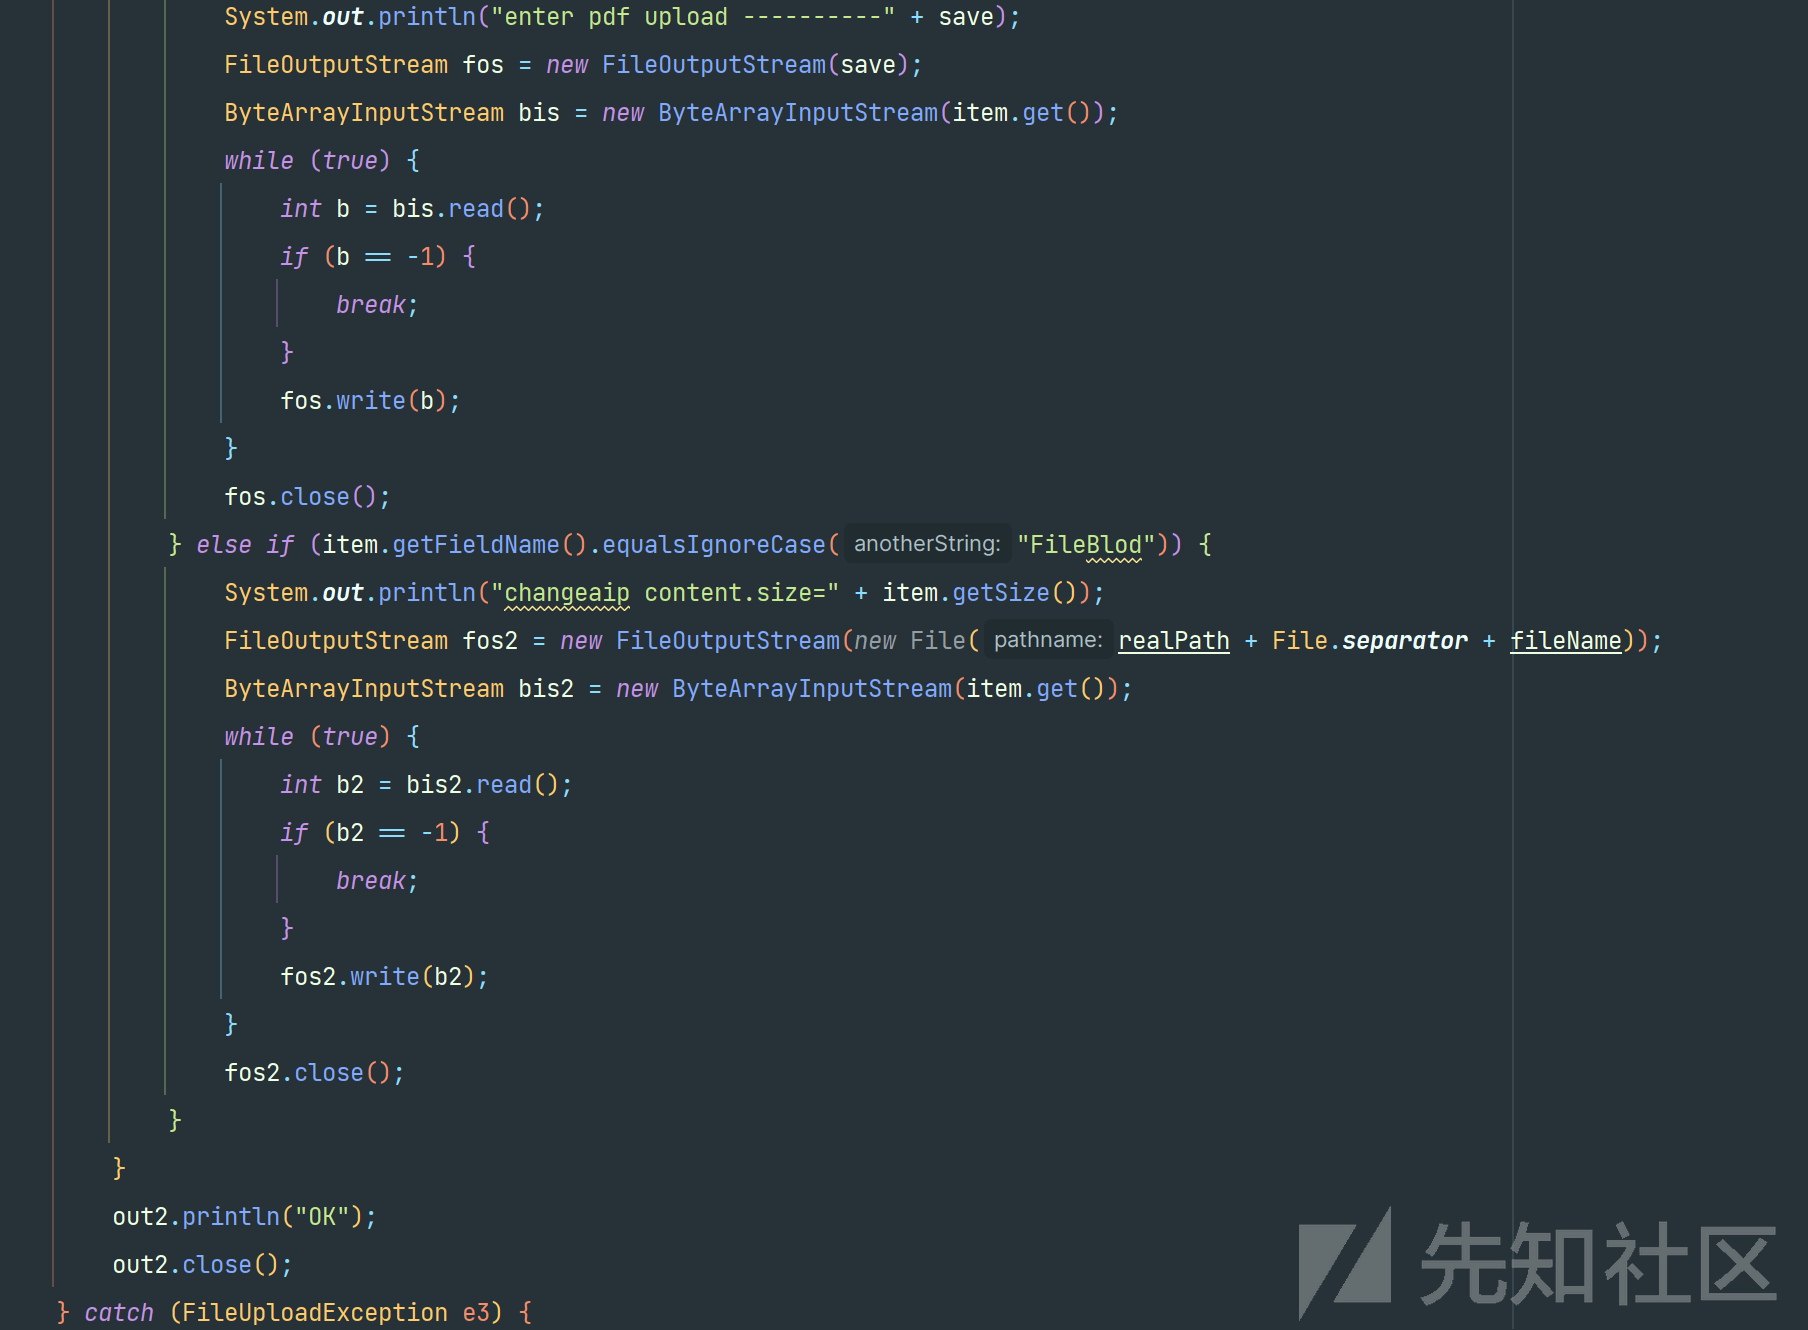 System.out.println("enter pdf upload ----------" + save);
FileOutputStream fos = new FileOutputStream(save);
ByteArrayInputStream bis = new ByteArrayInputStream(item.get());
while (true) {
int b = bis.read();
if (b == -1) {
break;
}
fos.write(b);
}
fos.close();
} else if (item.getFieldName().equalsIgnoreCase( anotherString: "FileBlod")) {
System.out.println("changeaip content.size=" + item.getSize());
FileOutputStream fos2 = new FileOutputStream(new File( pathname: realPath + File.separator + fileName));
ByteArrayInputStream bis2 = new ByteArrayInputStream(item.get());
while (true) {
int b2 = bis2.read();
if (b2 == -1) {
break;
}
fos2.write(b2);
}
fos2.close();
}
}
out2.println("OK");
out2.close();
} catch (FileUploadException e3) {
先知社区